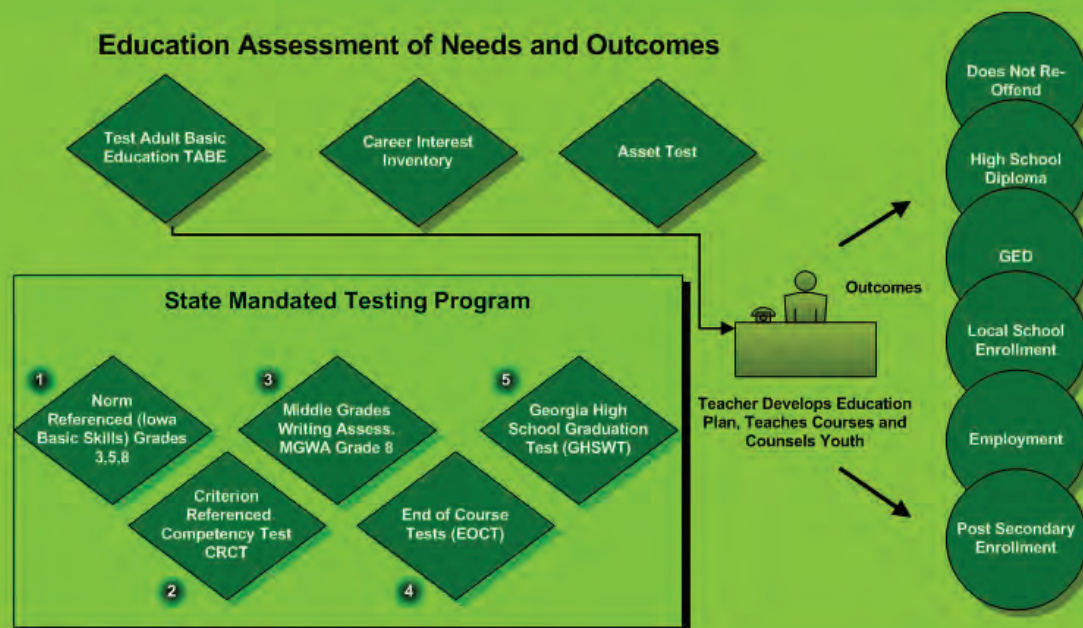 Education Assessment of Needs and Outcomes
Test Adult Basic
Education TABE
Career Interest
Inventory
Asset Test
State Mandated Testing Program
1
Norm
Referenced (Iowa
Basic Skills) Grades
3,5,8
2
Criterion
Referenced
Competency Test
CRCT
3
Middle Grades
Writing Assess.
MGWA Grade 8
4
End of Course
Tests (EOCT)
5
Georgia High
School Graduation
Test (GHSWT)
Teacher Develops Education
Plan, Teaches Courses and
Counsels Youth
Outcomes
Does Not Re-
Offend
High School
Diploma
GED
Local School
Enrollment
Employment
Post Secondary
Enrollment